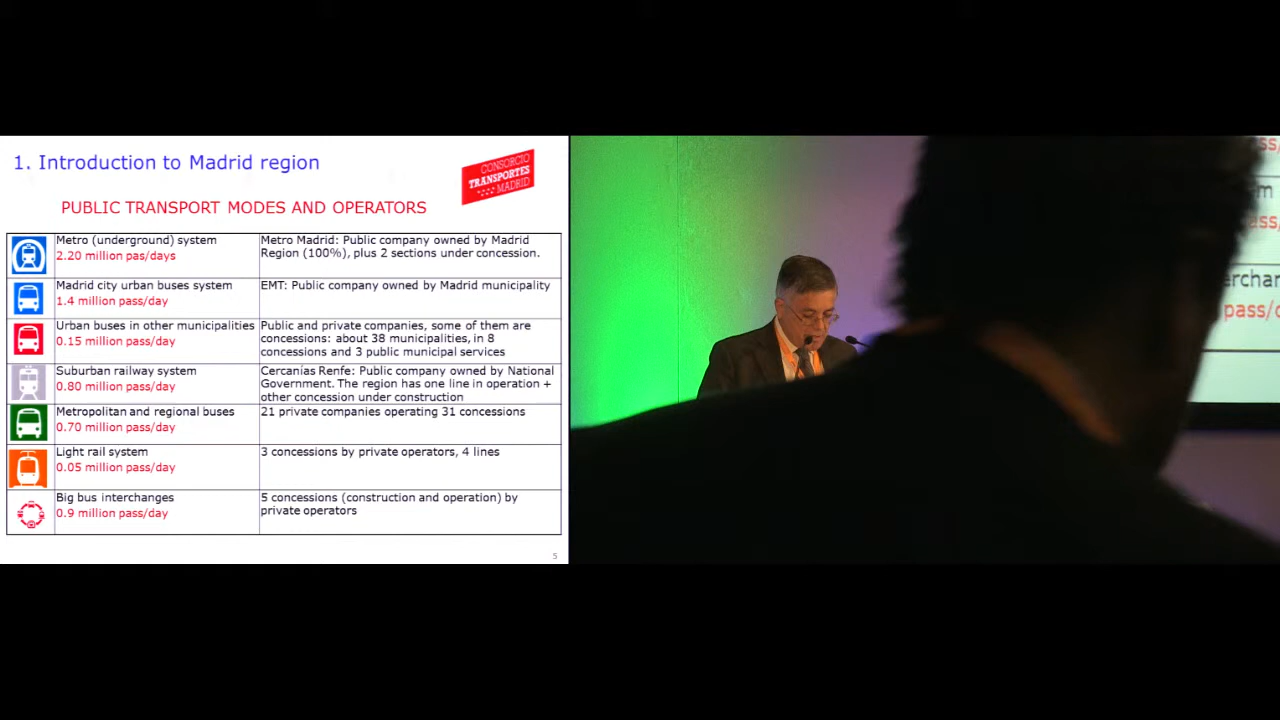 1. Introduction to Madrid region
CONSORCIO
TRANSPORTES
MADRID
PUBLIC TRANSPORT MODES AND OPERATORS
Metro (underground) system
2.20 million pas/days
Metro Madrid: Public company owned by Madrid
Region (100%), plus 2 sections under concession.
Madrid city urban buses system
1.4 million pass/day
EMT: Public company owned by Madrid municipality
Urban buses in other municipalities
0.15 million pass/day
Public and private companies, some of them are
concessions: about 38 municipalities, in 8
concessions and 3 public municipal services
Suburban railway system
0.80 million pass/day
Cercanías Renfe: Public company owned by National
Government. The region has one line in operation +
other concession under construction
Metropolitan and regional buses
0.70 million pass/day
21 private companies operating 31 concessions
Light rail system
0.05 million pass/day
3 concessions by private operators, 4 lines
Big bus interchanges
0.9 million pass/day
5 concessions (construction and operation) by
private operators
5